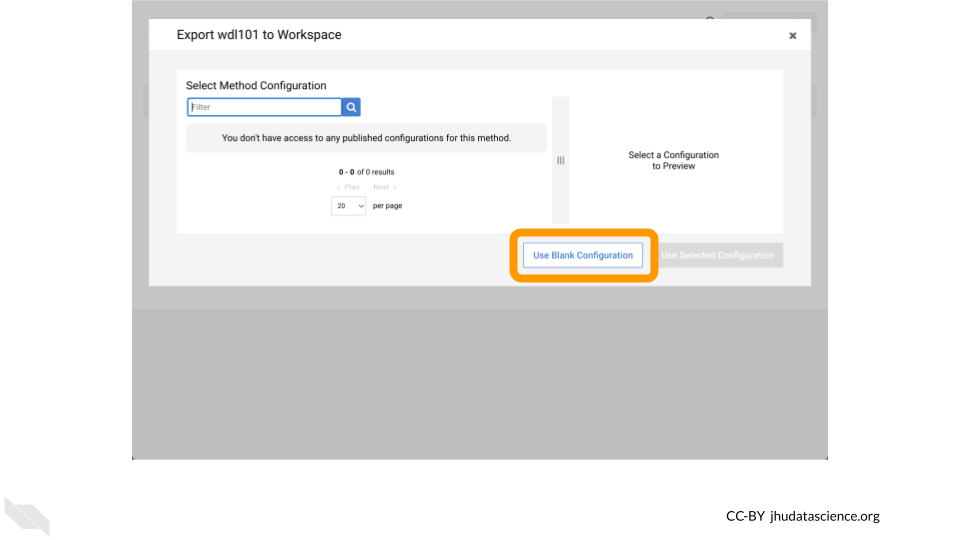 Export wdl101 to Workspace
Select Method Configuration
Filter
You don't have access to any published configurations for this method.
0 - 0 of 0 results
Prev Next
20 per page
Select a Configuration
to Preview
Use Blank Configuration
Use Selected Configuration
CC-BY jhudatascience.org